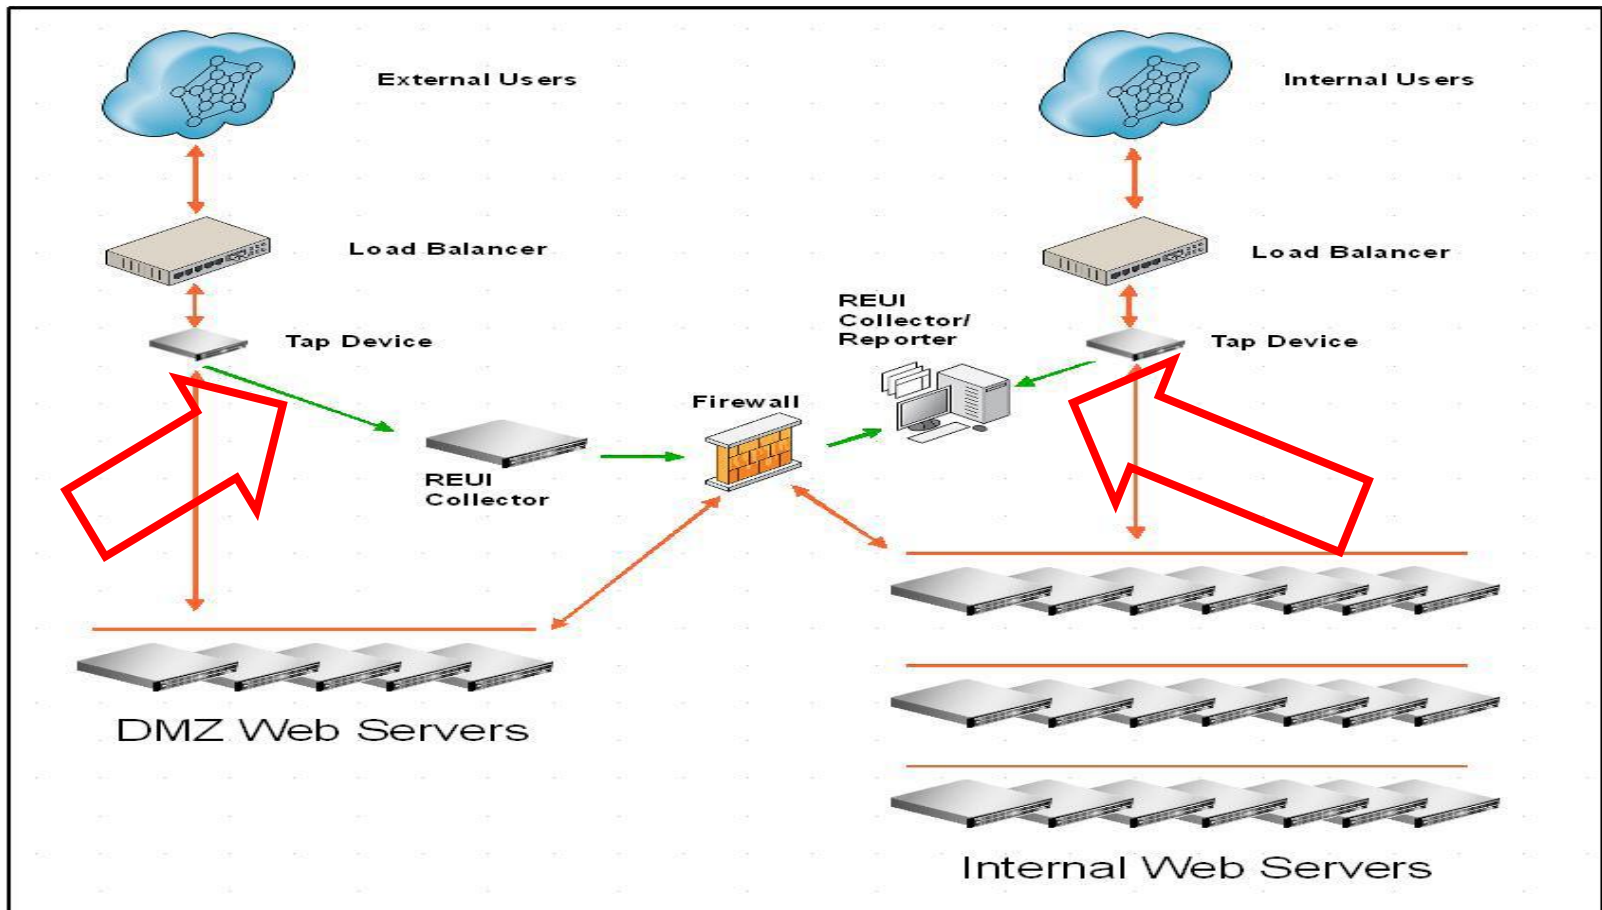 External Users
Internal Users
Load Balancer
Load Balancer
Tap Device
REUI
Collector/
Reporter
Tap Device
Firewall
REUI
Collector
DMZ Web Servers
Internal Web Servers